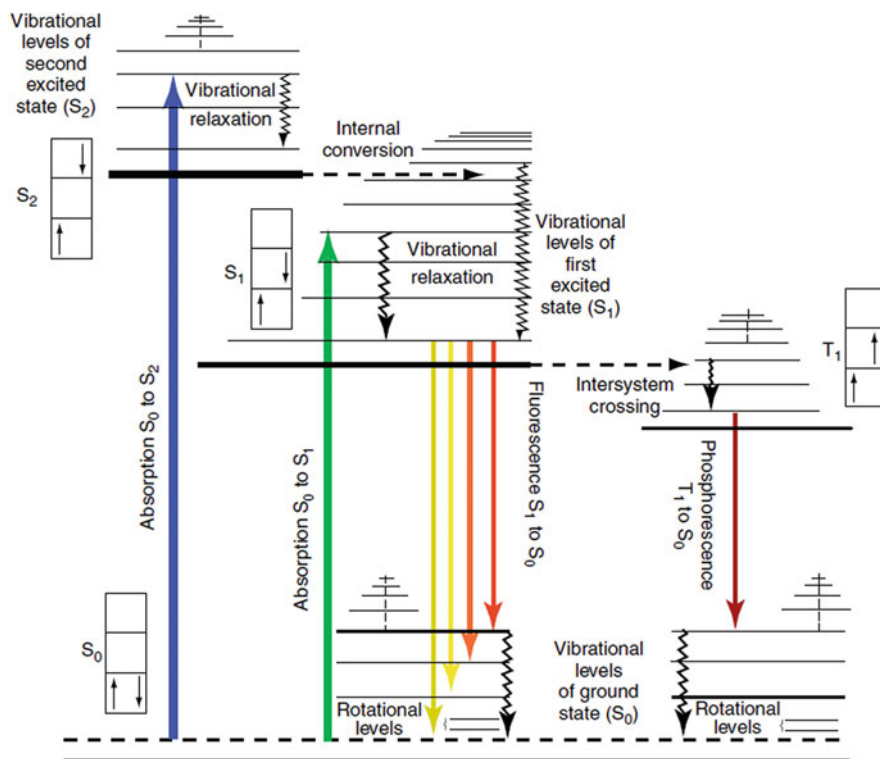 Vibrational
levels of
second
excited
state (S₂)
Vibrational
relaxation
Internal
conversion
S₂
S₁
Vibrational
relaxation
Vibrational
levels of
first
excited
state (S₁)
T₁
Intersystem
crossing
Absorption S₀ to S₂
Absorption S₀ to S₁
Fluorescence S₁ to S₀
Phosphorescence
T₁ to S₀
S₀
Rotational
levels
Vibrational
levels
of ground
state (S₀)
Rotational
levels